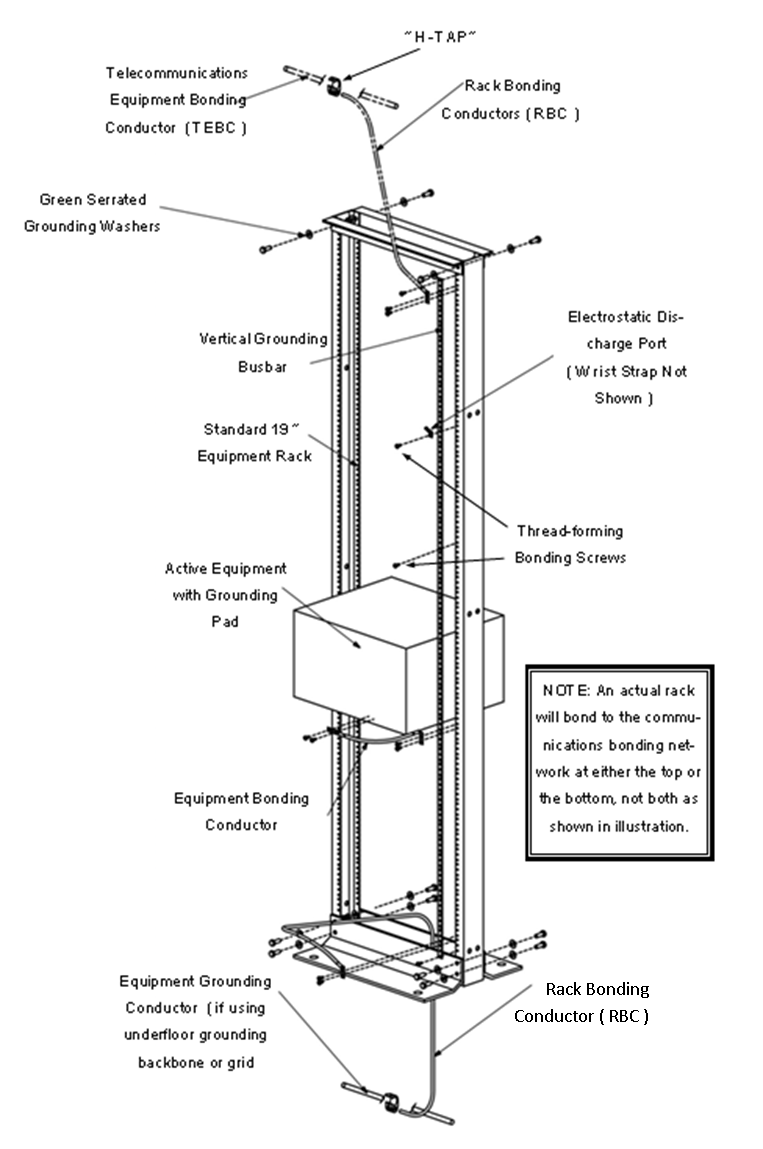 "H-TAP"
Telecommunications
Equipment Bonding
Conductor (TEBC)
Rack Bonding
Conductors (RBC)
Green Serrated
Grounding Washers
Electrostatic Dis-
charge Port
(Wrist Strap Not
Shown)
Vertical Grounding
Busbar
Standard 19"
Equipment Rack
Thread-forming
Bonding Screws
Active Equipment
with Grounding
Pad
NOTE: An actual rack
will bond to the commu-
nications bonding net-
work at either the top or
the bottom, not both as
shown in illustration.
Equipment Bonding
Conductor
Equipment Grounding
Conductor (if using
underfloor grounding
backbone or grid
Rack Bonding
Conductor (RBC)